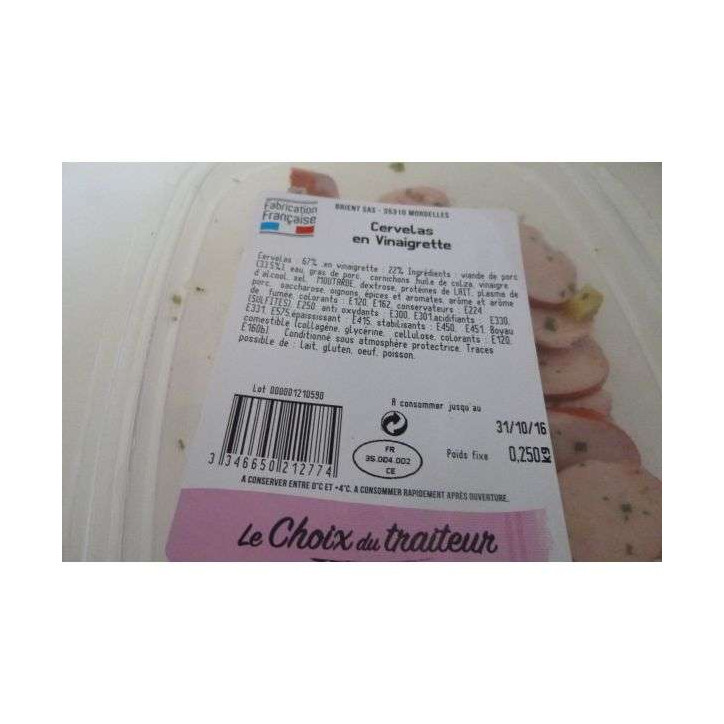 Fabrication
Française
BRIENT SAS - 35310 MORDELLES
Cervelas
en Vinaigrette
Cervelas : 67% .en vinaigrette : 22% Ingrédients : viande de porc
(33.5%), eau, gras de porc, cornichons, huile de colza, vinaigre
d'alcool, sel, MOUTARDE, dextrose, protéines de LAIT, plasma de
porc, saccharose, oignons, épices et aromates, arôme et arôme
de fumée, colorants : E120, E162, conservateurs : E224
(SULFITES), E250, anti oxydants : E300, E301,acidifiants : E330,
E331, E575,épaississant : E415, stabilisants : E450, E451. Boyau
comestible (collagène, glycérine, cellulose, colorants : E120,
E160b). Conditionné sous atmosphère protectrice. Traces
possible de : lait, gluten, oeuf, poisson.
Lot 000001210590
A consommer jusqu'au
31/10/16
FR
35.004.002
CE
Poids fixe 0,250 kg
3 346650 212774
A CONSERVER ENTRE 0°C ET +4°C. A CONSOMMER RAPIDEMENT APRÈS OUVERTURE.
Le Choix du traiteur